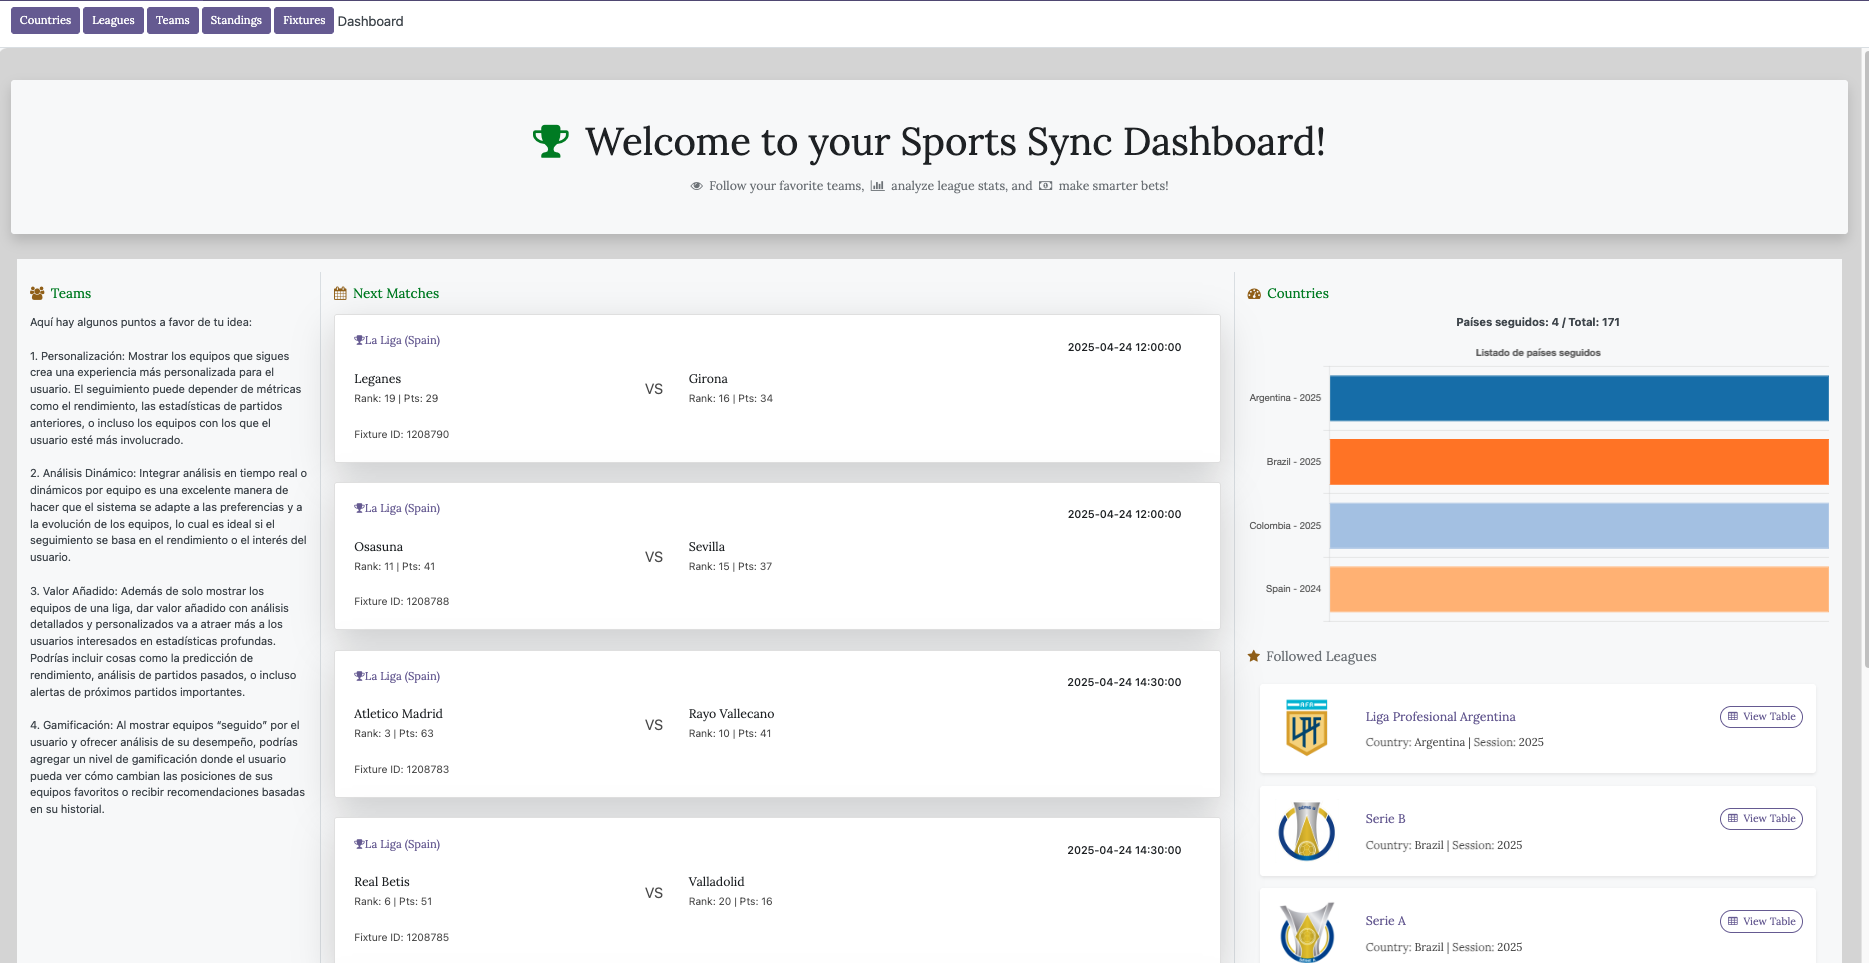 Countries Leagues Teams Standings Fixtures Dashboard
Welcome to your Sports Sync Dashboard!
Follow your favorite teams, analyze league stats, and make smarter bets!
Teams
Aquí hay algunos puntos a favor de tu idea:
1. Personalización: Mostrar los equipos que sigues
crea una experiencia más personalizada para el
usuario. El seguimiento puede depender de métricas
como el rendimiento, las estadísticas de partidos
anteriores, o incluso los equipos con los que el
usuario esté más involucrado.
2. Análisis Dinámico: Integrar análisis en tiempo real o
dinámicos por equipo es una excelente manera de
hacer que el sistema se adapte a las preferencias y a
la evolución de los equipos, lo cual es ideal si el
seguimiento se basa en el rendimiento o el interés del
usuario.
3. Valor Añadido: Además de solo mostrar los
equipos de una liga, dar valor añadido con análisis
detallados y personalizados va a atraer más a los
usuarios interesados en estadísticas profundas.
Podrías incluir cosas como la predicción de
rendimiento, análisis de partidos pasados, o incluso
alertas de próximos partidos importantes.
4. Gamificación: Al mostrar equipos “seguido” por el
usuario y ofrecer análisis de su desempeño, podrías
agregar un nivel de gamificación donde el usuario
pueda ver cómo cambian las posiciones de sus
equipos favoritos o recibir recomendaciones basadas
en su historial.
Next Matches
La Liga (Spain)
2025-04-24 12:00:00
Leganes
Rank: 19 | Pts: 29
VS
Girona
Rank: 16 | Pts: 34
Fixture ID: 1208790
La Liga (Spain)
2025-04-24 12:00:00
Osasuna
Rank: 11 | Pts: 41
VS
Sevilla
Rank: 15 | Pts: 37
Fixture ID: 1208788
La Liga (Spain)
2025-04-24 14:30:00
Atletico Madrid
Rank: 3 | Pts: 63
VS
Rayo Vallecano
Rank: 10 | Pts: 41
Fixture ID: 1208783
La Liga (Spain)
2025-04-24 14:30:00
Real Betis
Rank: 6 | Pts: 51
VS
Valladolid
Rank: 20 | Pts: 16
Fixture ID: 1208785
Countries
Países seguidos: 4 / Total: 171
Listado de países seguidos
Argentina - 2025
Brazil - 2025
Colombia - 2025
Spain - 2024
Followed Leagues
AFA
LPF
Liga Profesional Argentina
Country: Argentina | Session: 2025
View Table
SERIE B
Serie B
Country: Brazil | Session: 2025
View Table
Serie A
Country: Brazil | Session: 2025
View Table